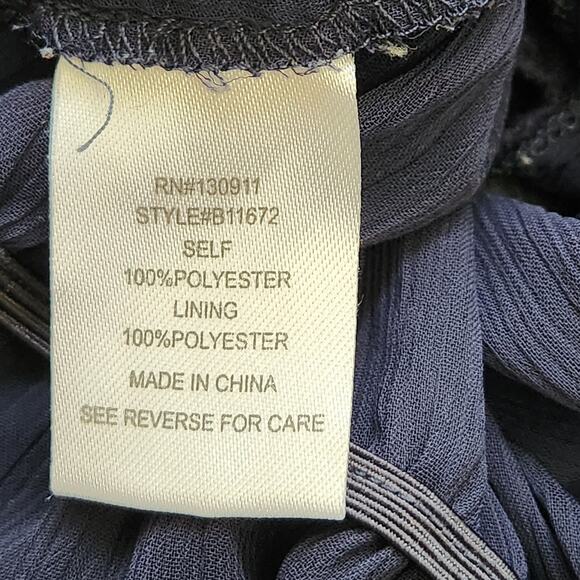 RN#130911
STYLE#B11672
SELF
100%POLYESTER
LINING
100%POLYESTER
MADE IN CHINA
SEE REVERSE FOR CARE